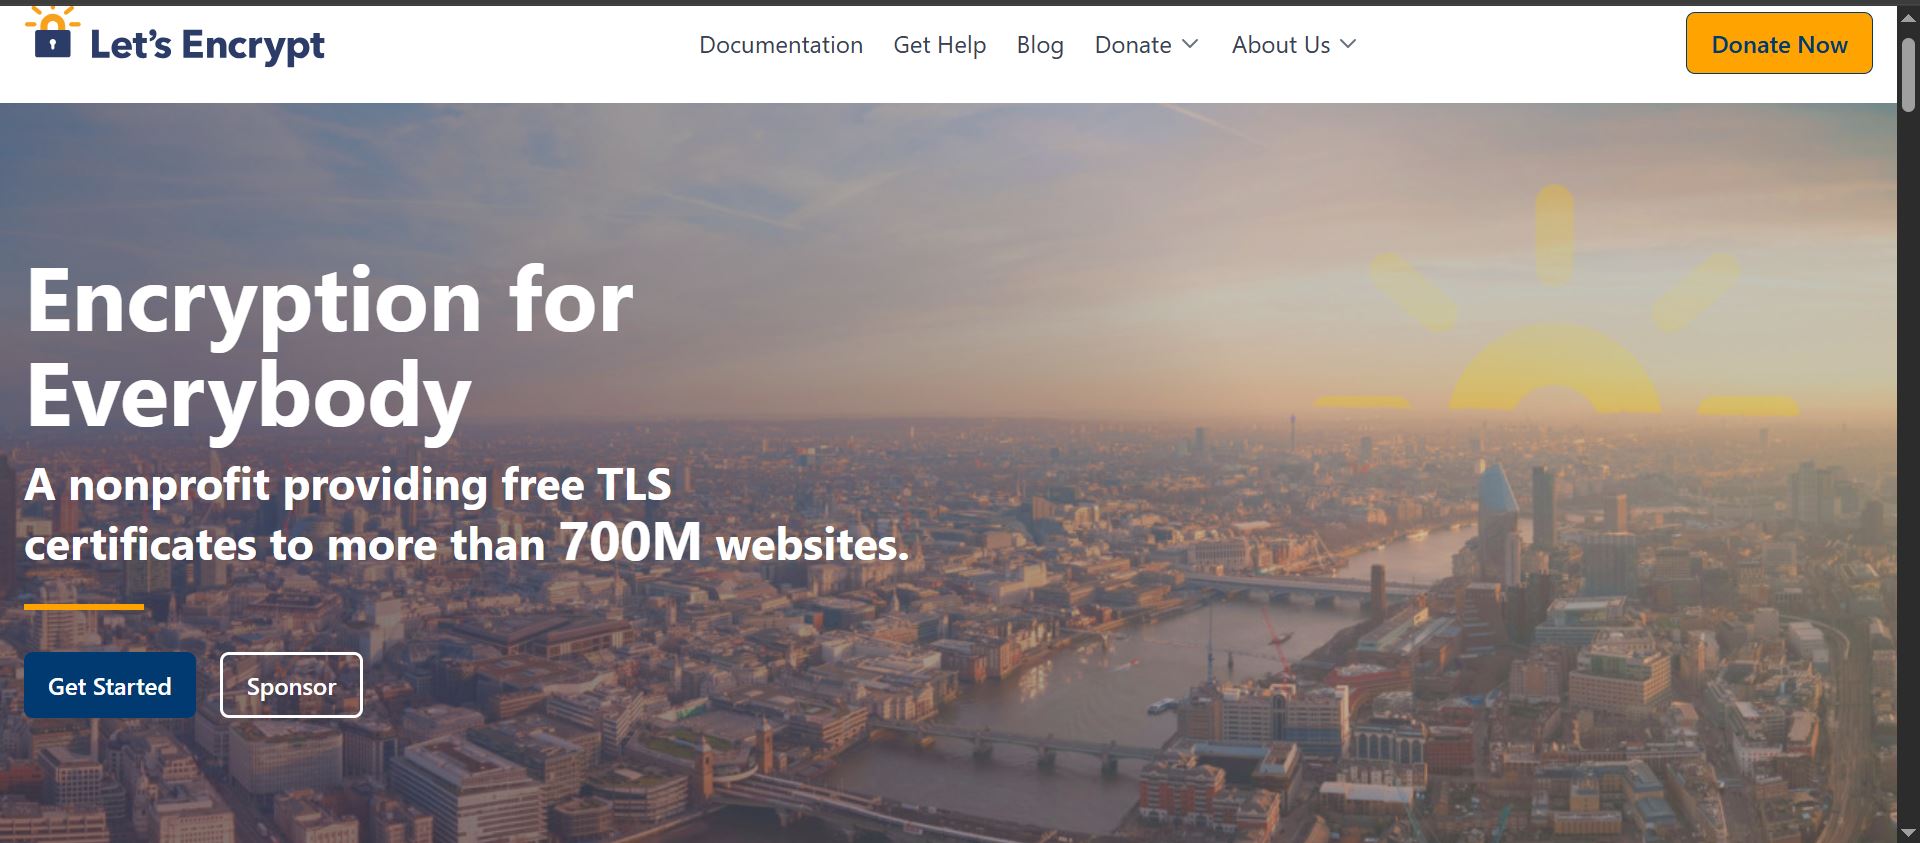 Let's Encrypt
Documentation Get Help Blog Donate About Us
Donate Now
Encryption for
Everybody
A nonprofit providing free TLS
certificates to more than 700M websites.
Get Started Sponsor